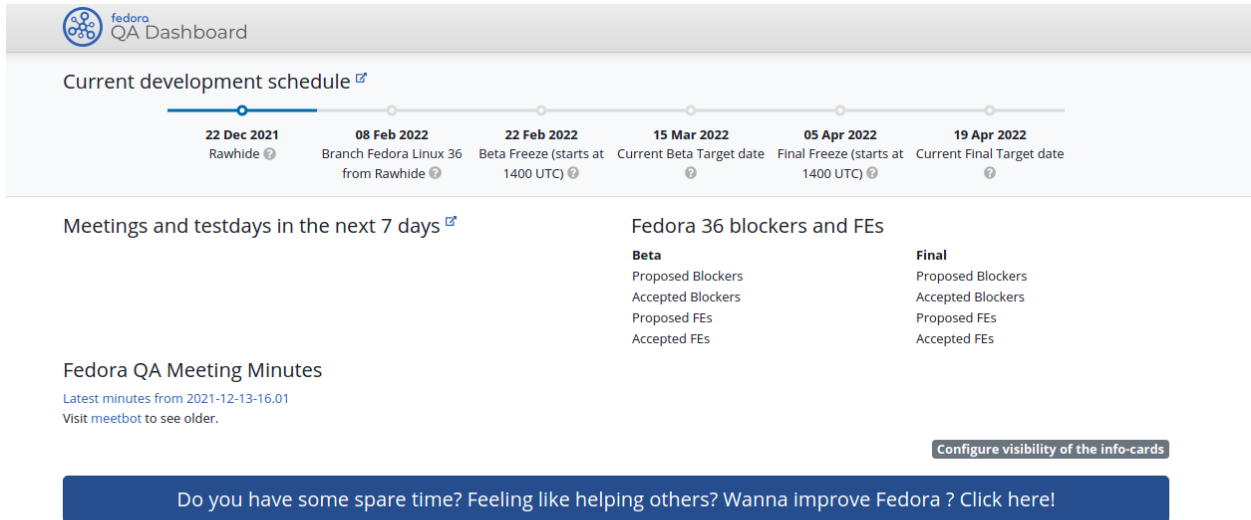 fedora
QA Dashboard
Current development schedule
22 Dec 2021
Rawhide ?
08 Feb 2022
Branch Fedora Linux 36
from Rawhide ?
22 Feb 2022
Beta Freeze (starts at
1400 UTC) ?
15 Mar 2022
Current Beta Target date
?
05 Apr 2022
Final Freeze (starts at
1400 UTC) ?
19 Apr 2022
Current Final Target date
?
Meetings and testdays in the next 7 days
Fedora 36 blockers and FEs
Beta
Proposed Blockers
Accepted Blockers
Proposed FEs
Accepted FEs
Final
Proposed Blockers
Accepted Blockers
Proposed FEs
Accepted FEs
Fedora QA Meeting Minutes
Latest minutes from 2021-12-13-16.01
Visit meetbot to see older.
Configure visibility of the info-cards
Do you have some spare time? Feeling like helping others? Wanna improve Fedora ? Click here!